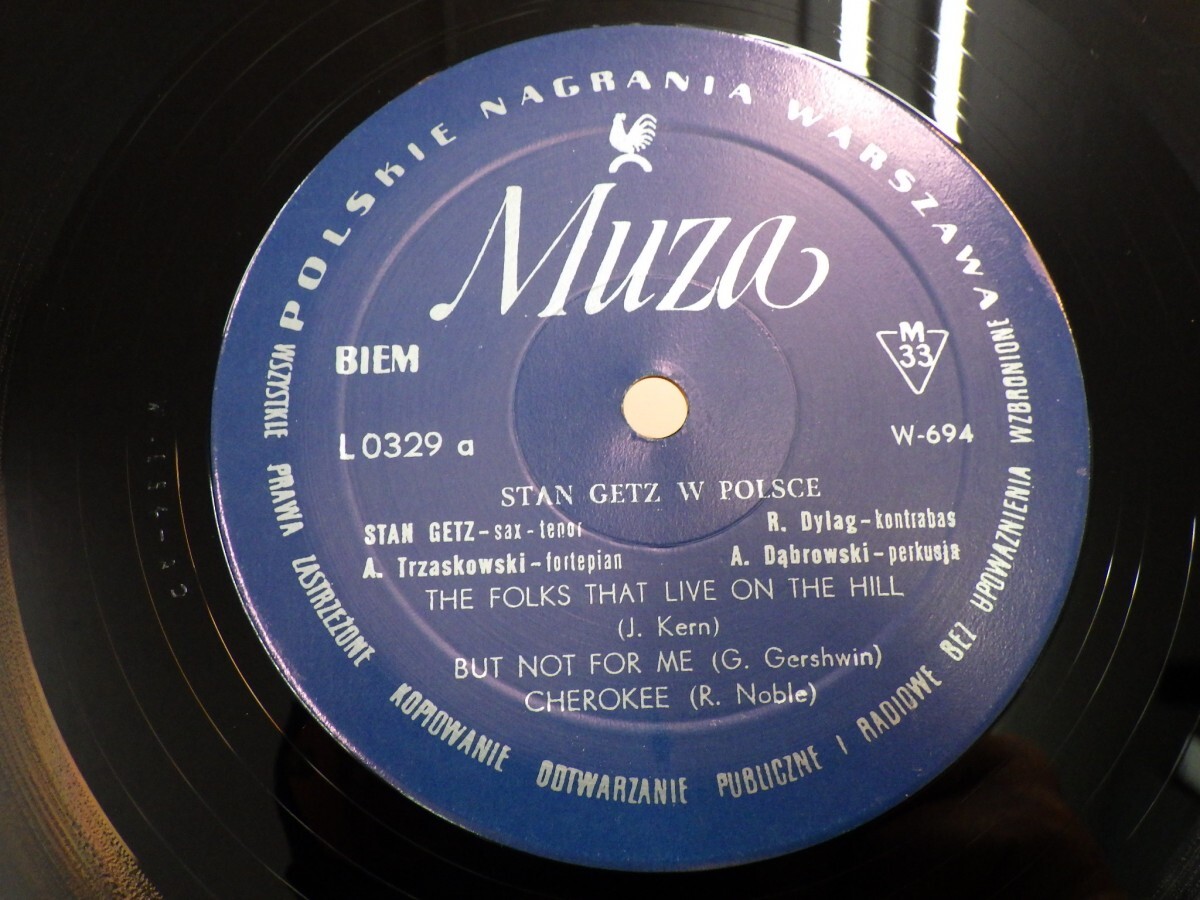 POLSKIE NAGRANIA WARSZAWA
Muza
BIEM
M
33
L 0329 a
W-694
STAN GETZ W POLSCE
STAN GETZ - sax - tenor
R. Dyląg - kontrabas
A. Trzaskowski - fortepian
A. Dąbrowski - perkusja
THE FOLKS THAT LIVE ON THE HILL
(J. Kern)
BUT NOT FOR ME (G. Gershwin)
CHEROKEE (R. Noble)
WSZYSTKIE PRAWA ZASTRZEŻONE KOPIOWANIE ODTWARZANIE PUBLICZNE I RADIOWE BEZ UPOWAŻNIENIA WZBRONIONE